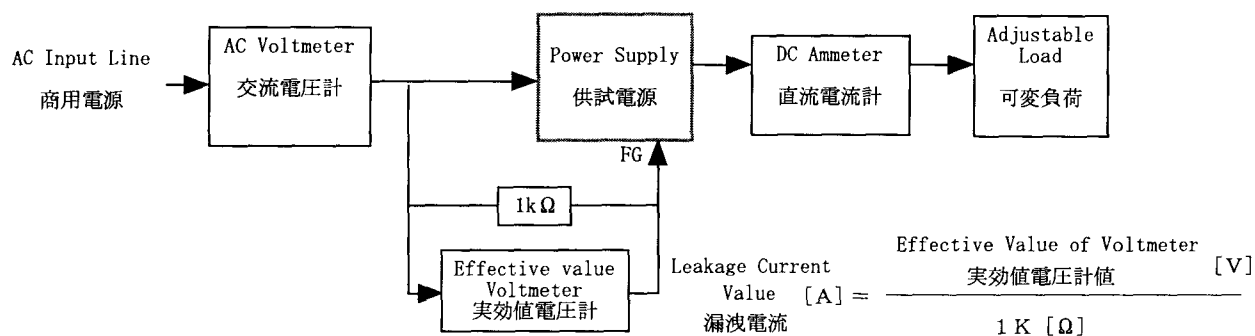 AC Input Line
商用電源
AC Voltmeter
交流電圧計
Power Supply
供試電源
DC Ammeter
直流電流計
Adjustable
Load
可変負荷
FG
1kΩ
Effective value
Voltmeter
実効値電圧計
Leakage Current
Value [A] =
漏洩電流
Effective Value of Voltmeter
実効値電圧計値 [V]
1K [Ω]